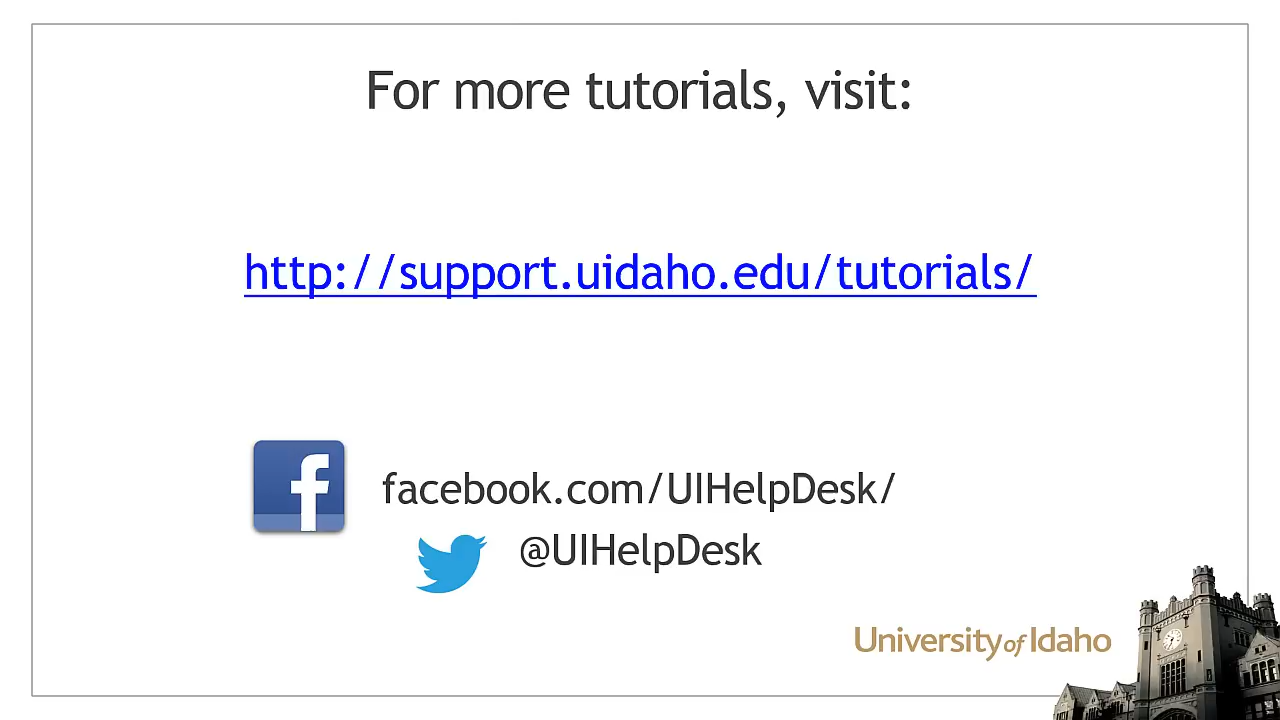 For more tutorials, visit:
http://support.uidaho.edu/tutorials/
facebook.com/UIHelpDesk/
@UIHelpDesk
University of Idaho